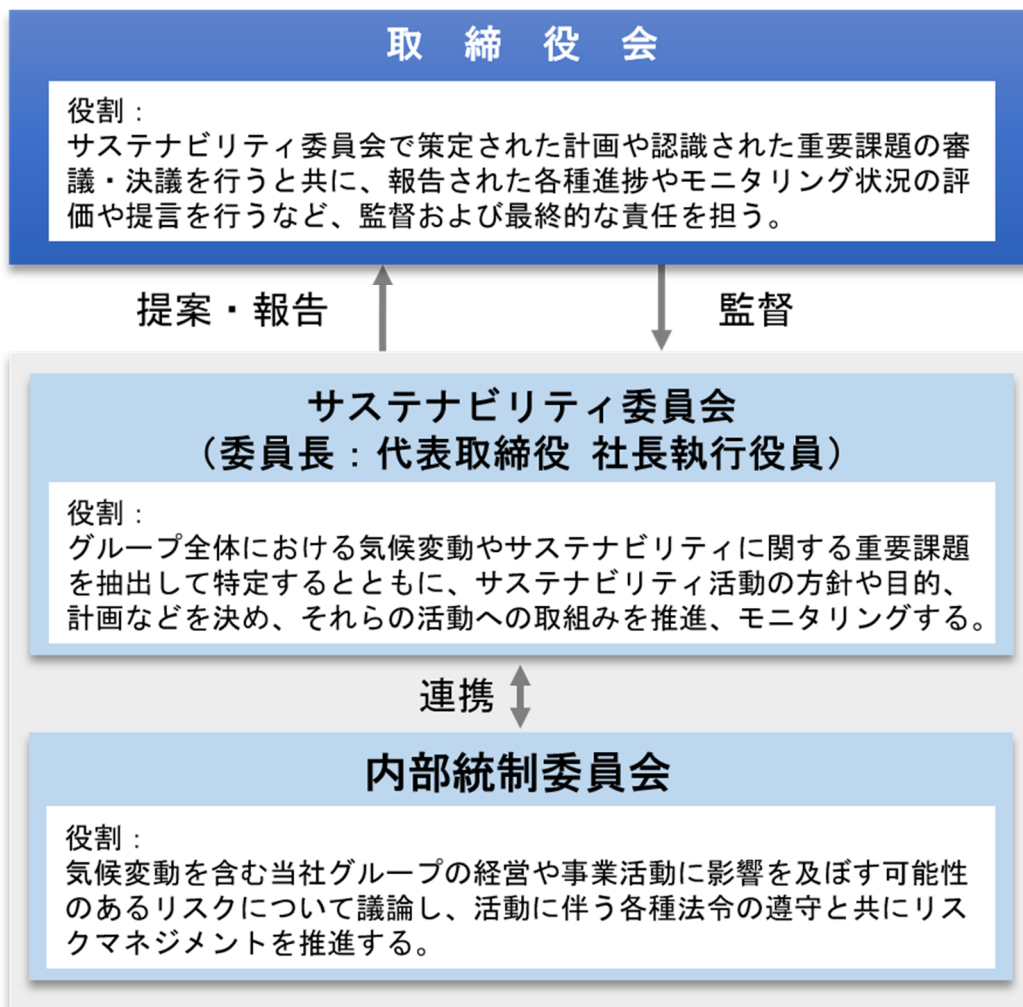 取　締　役　会
役割：
サステナビリティ委員会で策定された計画や認識された重要課題の審
議・決議を行うと共に、報告された各種進捗やモニタリング状況の評
価や提言を行うなど、監督および最終的な責任を担う。
提案・報告
監督
サステナビリティ委員会
（委員長：代表取締役 社長執行役員）
役割：
グループ全体における気候変動やサステナビリティに関する重要課題
を抽出して特定するとともに、サステナビリティ活動の方針や目的、
計画などを決め、それらの活動への取組みを推進、モニタリングする。
連携
内部統制委員会
役割：
気候変動を含む当社グループの経営や事業活動に影響を及ぼす可能性
のあるリスクについて議論し、活動に伴う各種法令の遵守と共にリス
クマネジメントを推進する。